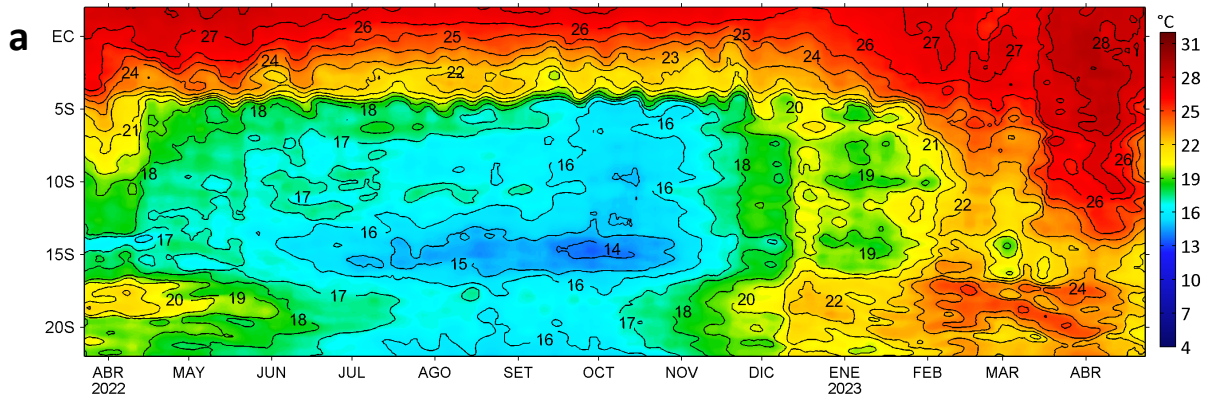 a
°C
EC
5S
10S
15S
20S
27 26 25 26 25 26 27 27 28
24 24 22 23 24
21 18 18 16 20 21 26
17
18 16 16 18 19
17 22 26
17 16 14
15 19
20 19 17 16 20 22 24
18 17 18
16
31
28
25
22
19
16
13
10
7
4
ABR MAY JUN JUL AGO SET OCT NOV DIC ENE FEB MAR ABR
2022 2023